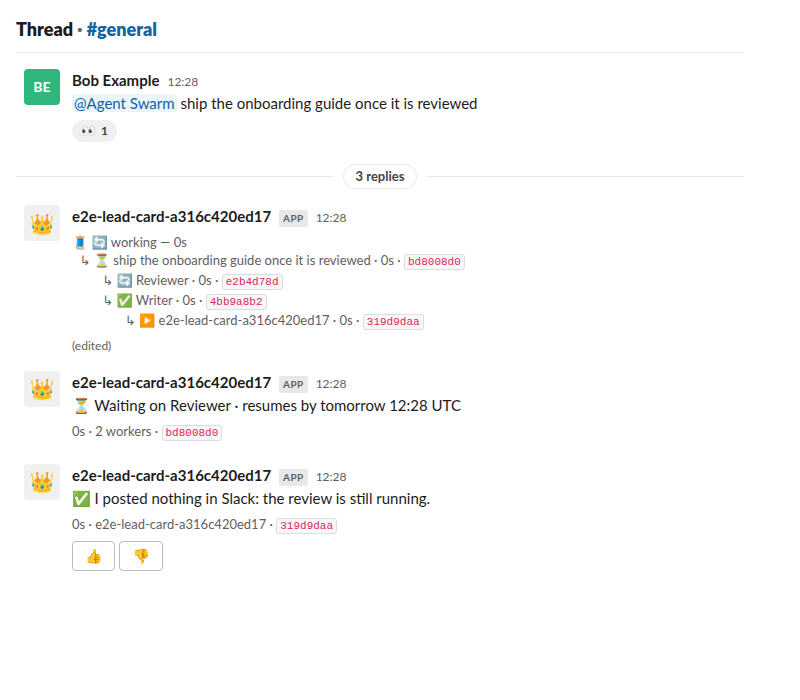 Thread • #general
BE
Bob Example 12:28
@Agent Swarm ship the onboarding guide once it is reviewed
👀 1
3 replies
e2e-lead-card-a316c420ed17 APP 12:28
🧵 🔄 working — 0s
↳ ⏳ ship the onboarding guide once it is reviewed · 0s · bd8008d0
↳ 🔄 Reviewer · 0s · e2b4d78d
↳ ✅ Writer · 0s · 4bb9a8b2
↳ ▶️ e2e-lead-card-a316c420ed17 · 0s · 319d9daa
(edited)
e2e-lead-card-a316c420ed17 APP 12:28
⏳ Waiting on Reviewer · resumes by tomorrow 12:28 UTC
0s · 2 workers · bd8008d0
e2e-lead-card-a316c420ed17 APP 12:28
✅ I posted nothing in Slack: the review is still running.
0s · e2e-lead-card-a316c420ed17 · 319d9daa
👍 👎